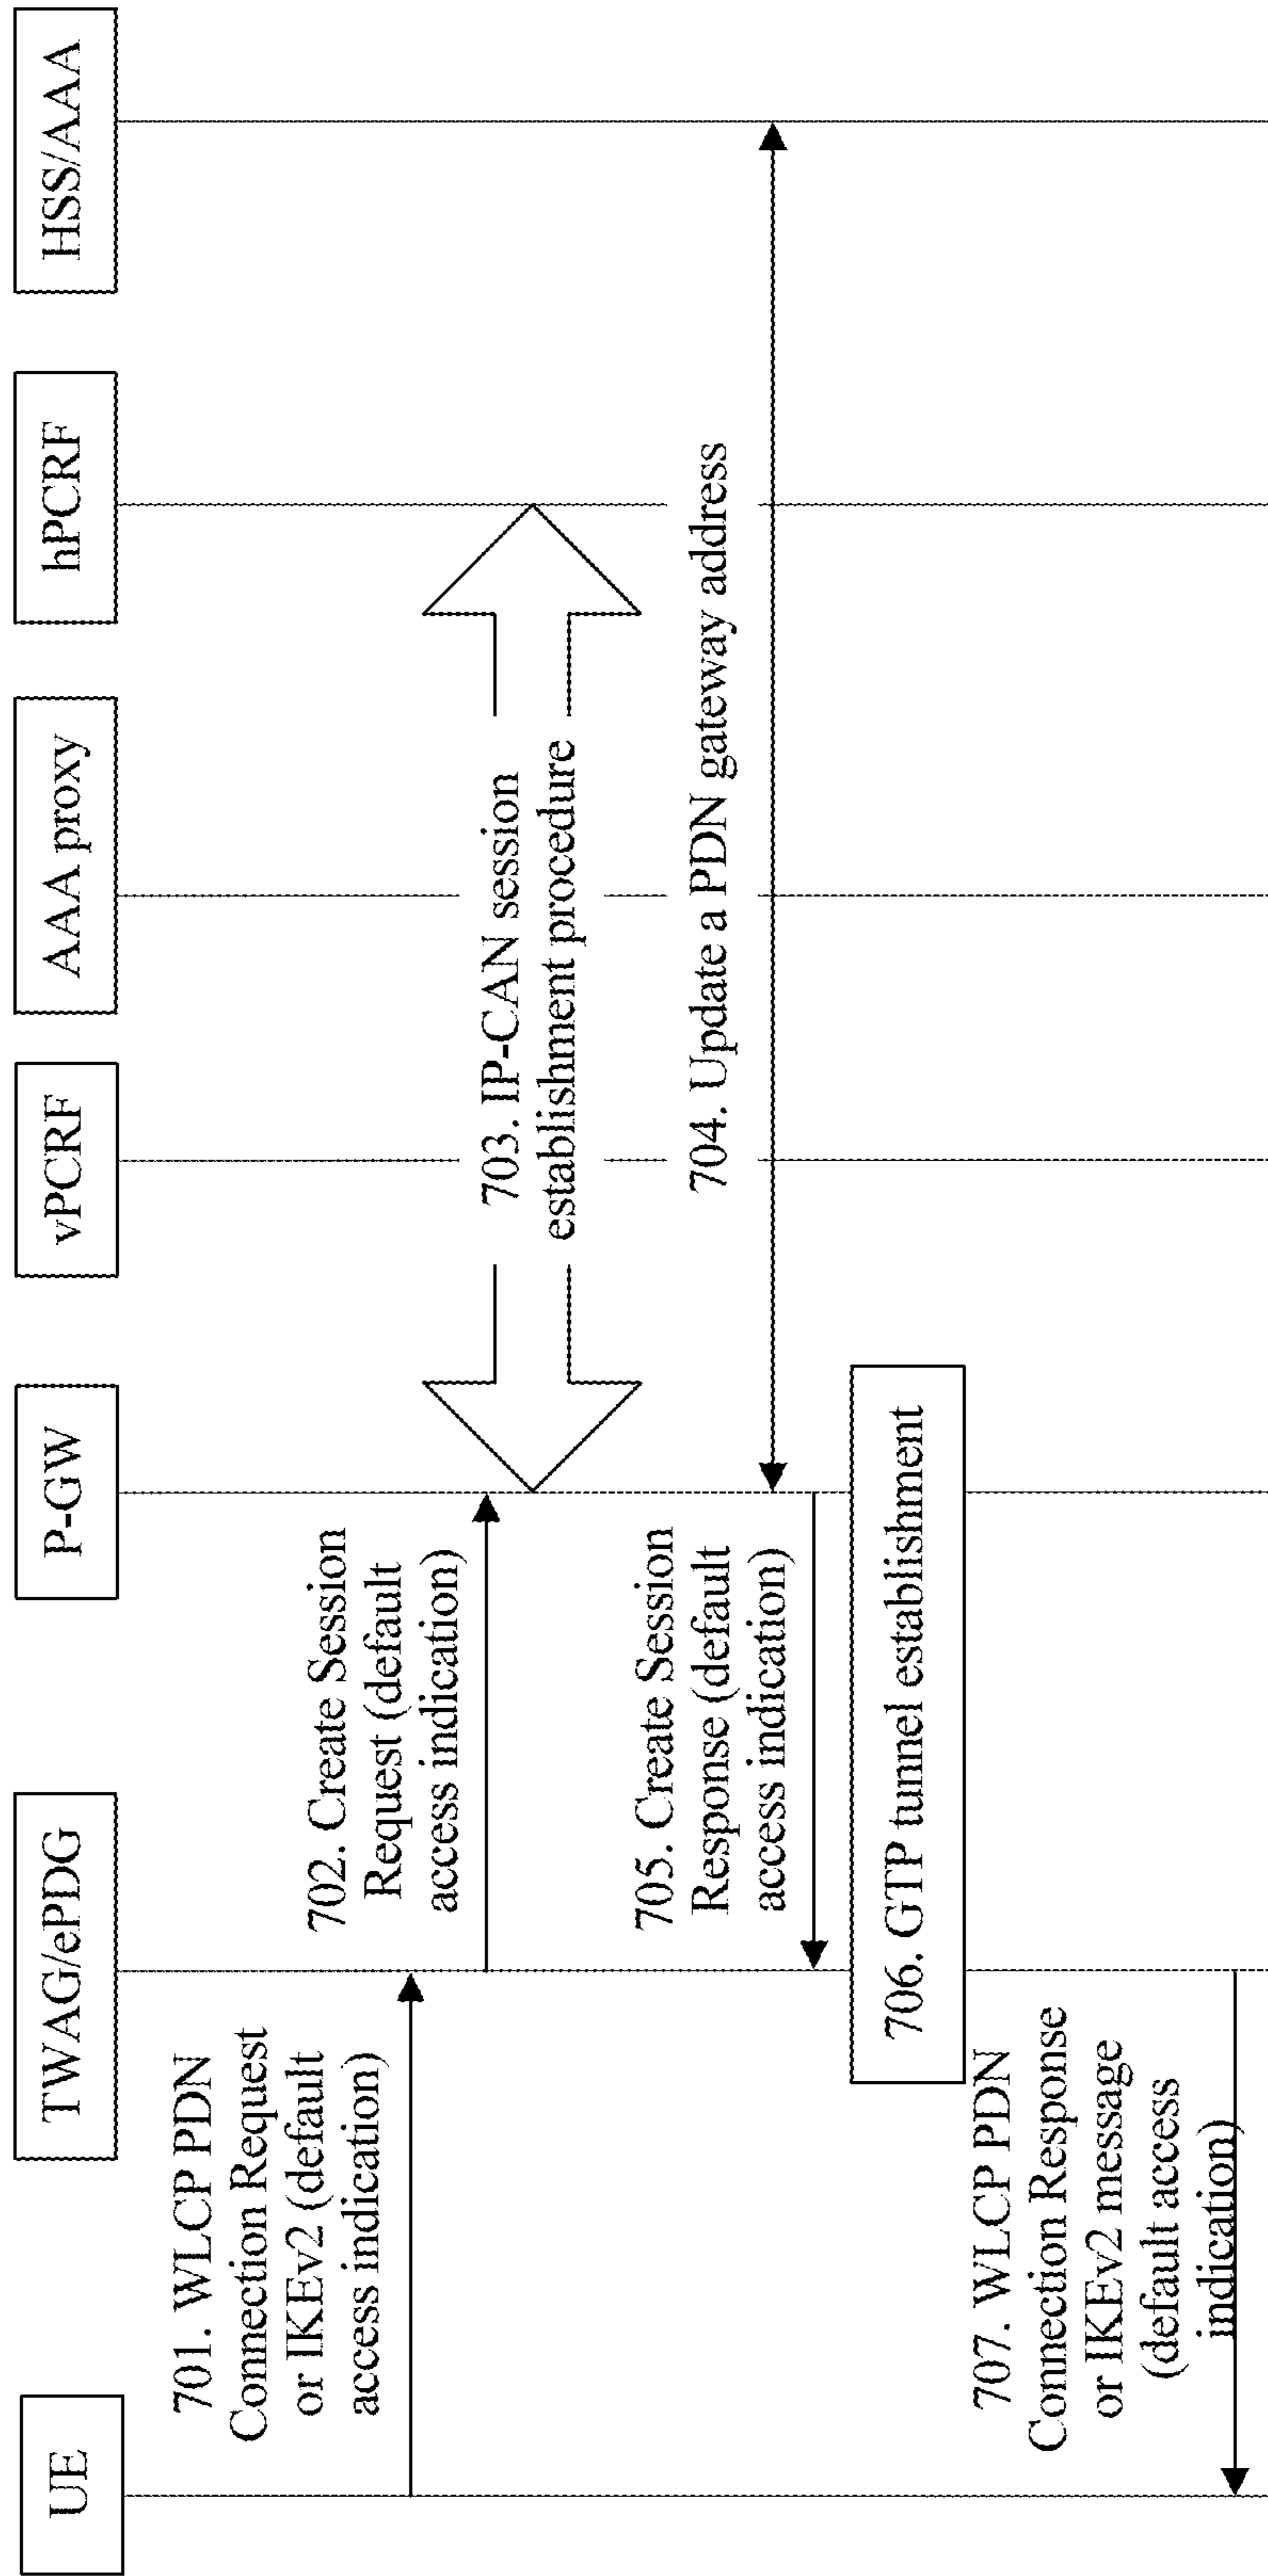 UE
TWAG/ePDG
P-GW
vPCRF
AAA proxy
hPCRF
HSS/AAA
701. WLCP PDN
Connection Request
or IKEv2 (default
access indication)
702. Create Session
Request (default
access indication)
703. IP-CAN session
establishment procedure
704. Update a PDN gateway address
705. Create Session
Response (default
access indication)
706. GTP tunnel establishment
707. WLCP PDN
Connection Response
or IKEv2 message
(default access
indication)